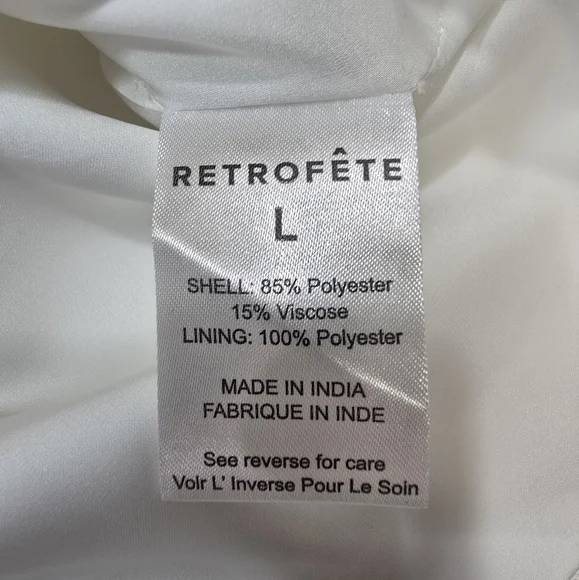 RETROFÊTE
L
SHELL: 85% Polyester
15% Viscose
LINING: 100% Polyester
MADE IN INDIA
FABRIQUE IN INDE
See reverse for care
Voir L' Inverse Pour Le Soin